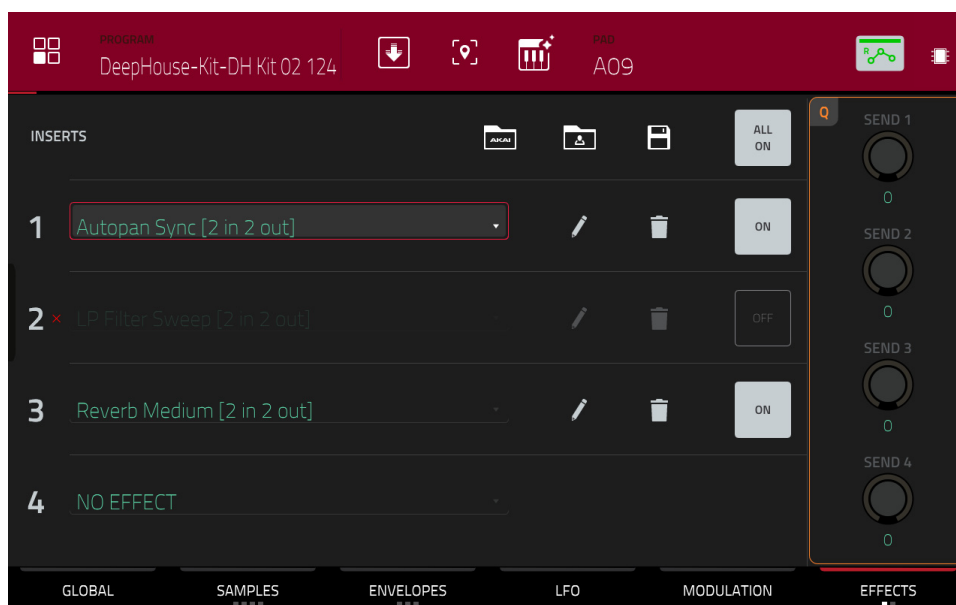 PROGRAM
DeepHouse-Kit-DH Kit 02 124
PAD
A09
R
INSERTS
AKAI
ALL ON
1
Autopan Sync [2 in 2 out]
ON
2
LP Filter Sweep [2 in 2 out]
OFF
3
Reverb Medium [2 in 2 out]
ON
4
NO EFFECT
Q
SEND 1
0
SEND 2
0
SEND 3
0
SEND 4
0
GLOBAL
SAMPLES
ENVELOPES
LFO
MODULATION
EFFECTS